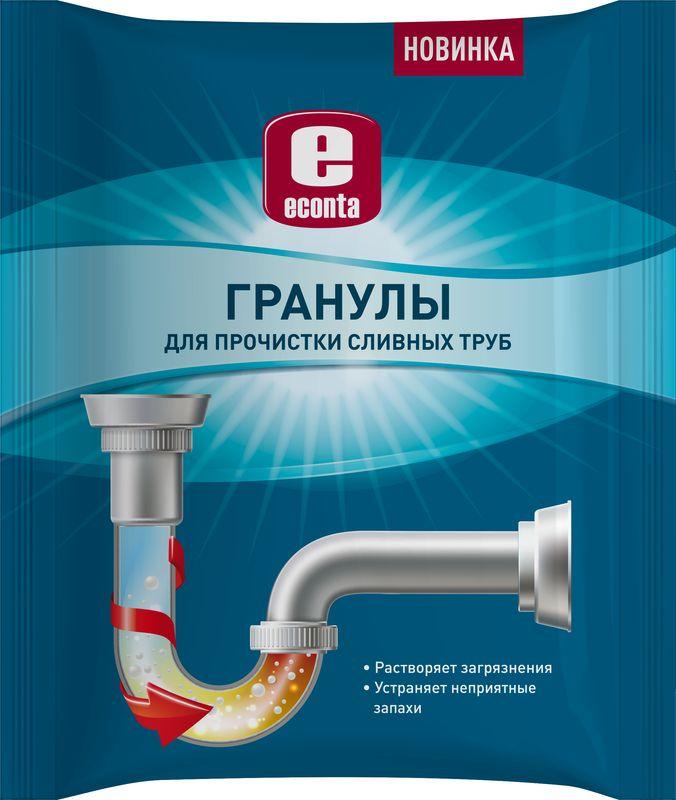 НОВИНКА
e
econta
ГРАНУЛЫ
ДЛЯ ПРОЧИСТКИ СЛИВНЫХ ТРУБ
• Растворяет загрязнения
• Устраняет неприятные
запахи